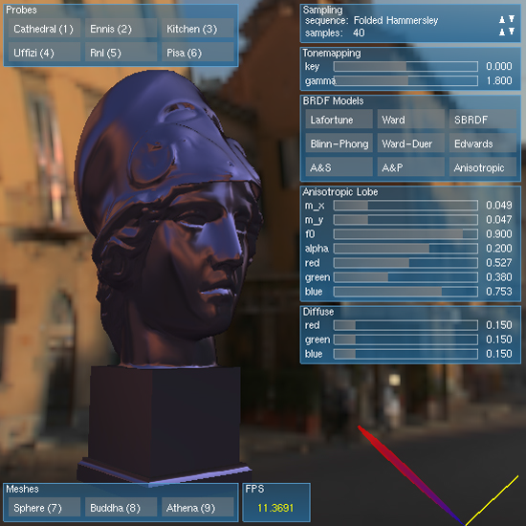 Probes
Cathedral (1) Ennis (2) Kitchen (3)
Uffizi (4) Rnl (5) Pisa (6)
Sampling
sequence: Folded Hammersley
samples: 40
Tonemapping
key 0.000
gamma 1.800
BRDF Models
Lafortune Ward SBRDF
Blinn-Phong Ward-Duer Edwards
A&S A&P Anisotropic
Anisotropic Lobe
m_x 0.049
m_y 0.047
f0 0.900
alpha 0.200
red 0.527
green 0.380
blue 0.753
Diffuse
red 0.150
green 0.150
blue 0.150
Meshes
Sphere (7) Buddha (8) Athena (9)
FPS
11.3691